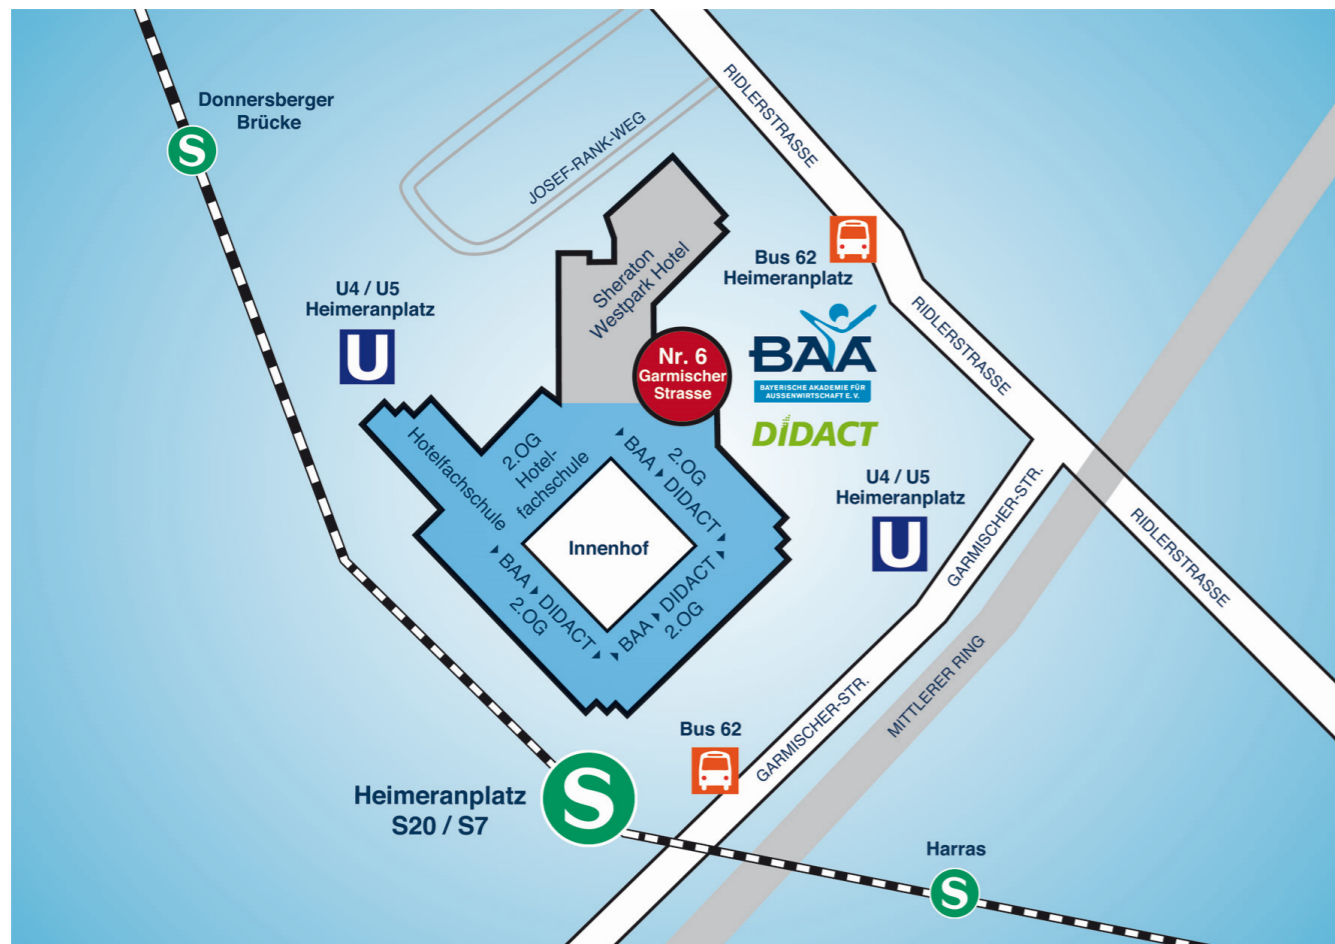 Donnersberger
Brücke
S
JOSEF-RANK-WEG
RIDLERSTRASSE
Sheraton
Westpark Hotel
Bus 62
Heimeranplatz
U4 / U5
Heimeranplatz
U
Nr. 6
Garmischer
Strasse
BAA
BAYERISCHE AKADEMIE FÜR
AUSSENWIRTSCHAFT E. V.
DIDACT
RIDLERSTRASSE
Hotelfachschule
2.OG
Hotel-
fachschule
2.OG
BAA DIDACT
U4 / U5
Heimeranplatz
U
GARMISCHER-STR.
RIDLERSTRASSE
Innenhof
BAA DIDACT
2.OG
BAA DIDACT
2.OG
MITTLERER RING
GARMISCHER-STR.
Bus 62
Heimeranplatz
S20 / S7
S
Harras
S